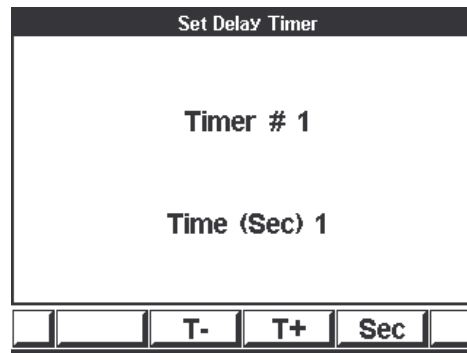 Set Delay Timer
Timer # 1
Time (Sec) 1
T- T+ Sec